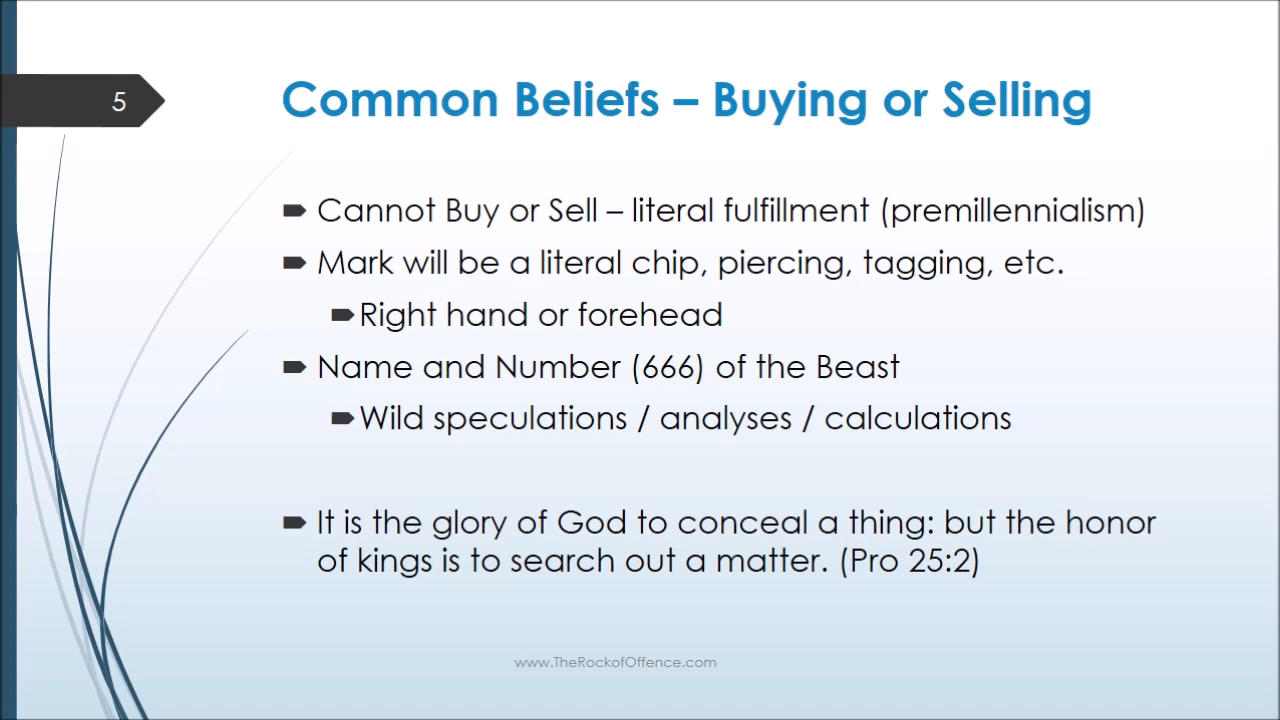 5
Common Beliefs – Buying or Selling
Cannot Buy or Sell – literal fulfillment (premillennialism)
Mark will be a literal chip, piercing, tagging, etc.
Right hand or forehead
Name and Number (666) of the Beast
Wild speculations / analyses / calculations
It is the glory of God to conceal a thing: but the honor
of kings is to search out a matter. (Pro 25:2)
www.TheRockofOffence.com